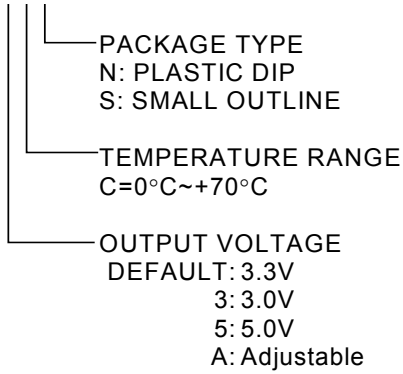 PACKAGE TYPE
N: PLASTIC DIP
S: SMALL OUTLINE
TEMPERATURE RANGE
C=0°C~+70°C
OUTPUT VOLTAGE
DEFAULT: 3.3V
3: 3.0V
5: 5.0V
A: Adjustable